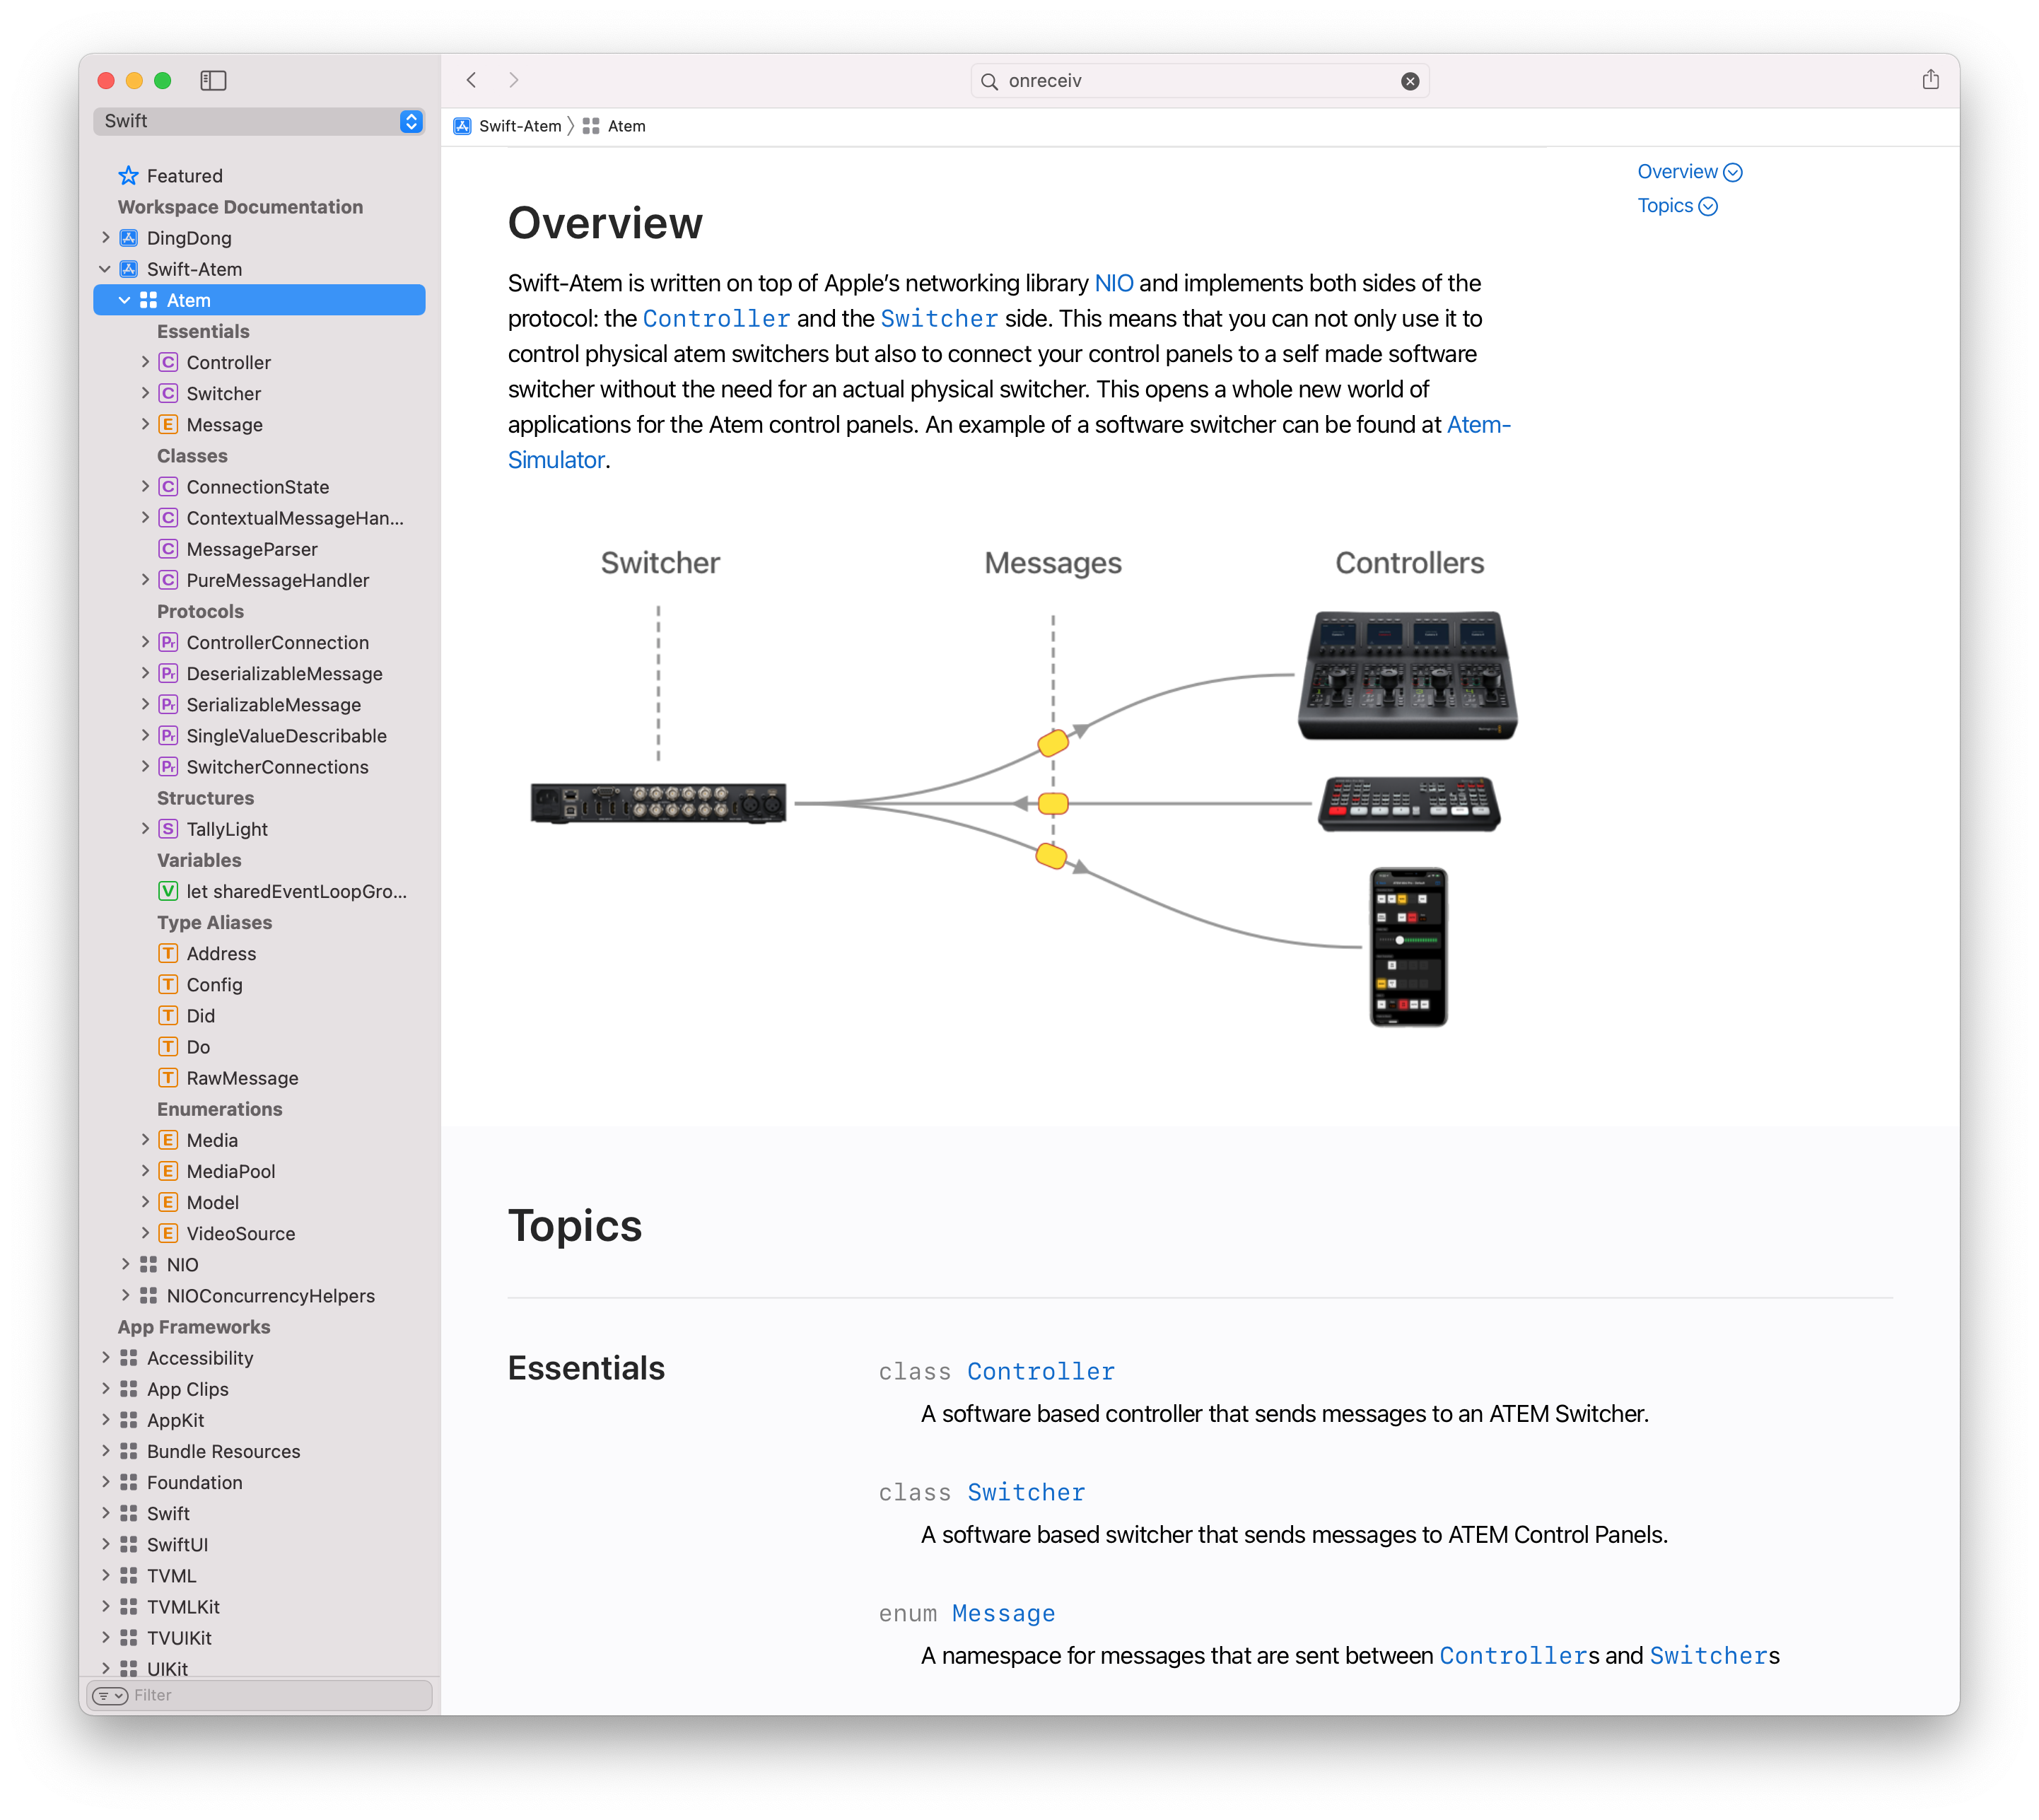 onreceiv
Swift
Swift-Atem
Atem
Featured
Workspace Documentation
DingDong
Swift-Atem
Atem
Essentials
Controller
Switcher
Message
Classes
ConnectionState
ContextualMessageHan...
MessageParser
PureMessageHandler
Protocols
ControllerConnection
DeserializableMessage
SerializableMessage
SingleValueDescribable
SwitcherConnections
Structures
TallyLight
Variables
let sharedEventLoopGro...
Type Aliases
Address
Config
Did
Do
RawMessage
Enumerations
Media
MediaPool
Model
VideoSource
NIO
NIOConcurrencyHelpers
App Frameworks
Accessibility
App Clips
AppKit
Bundle Resources
Foundation
Swift
SwiftUI
TVML
TVMLKit
TVUIKit
UIKit
Filter
Overview
Topics
Overview
Swift-Atem is written on top of Apple’s networking library NIO and implements both sides of the
protocol: the Controller and the Switcher side. This means that you can not only use it to
control physical atem switchers but also to connect your control panels to a self made software
switcher without the need for an actual physical switcher. This opens a whole new world of
applications for the Atem control panels. An example of a software switcher can be found at Atem-
Simulator.
Switcher
Messages
Controllers
Topics
Essentials
class Controller
A software based controller that sends messages to an ATEM Switcher.
class Switcher
A software based switcher that sends messages to ATEM Control Panels.
enum Message
A namespace for messages that are sent between Controllers and Switchers